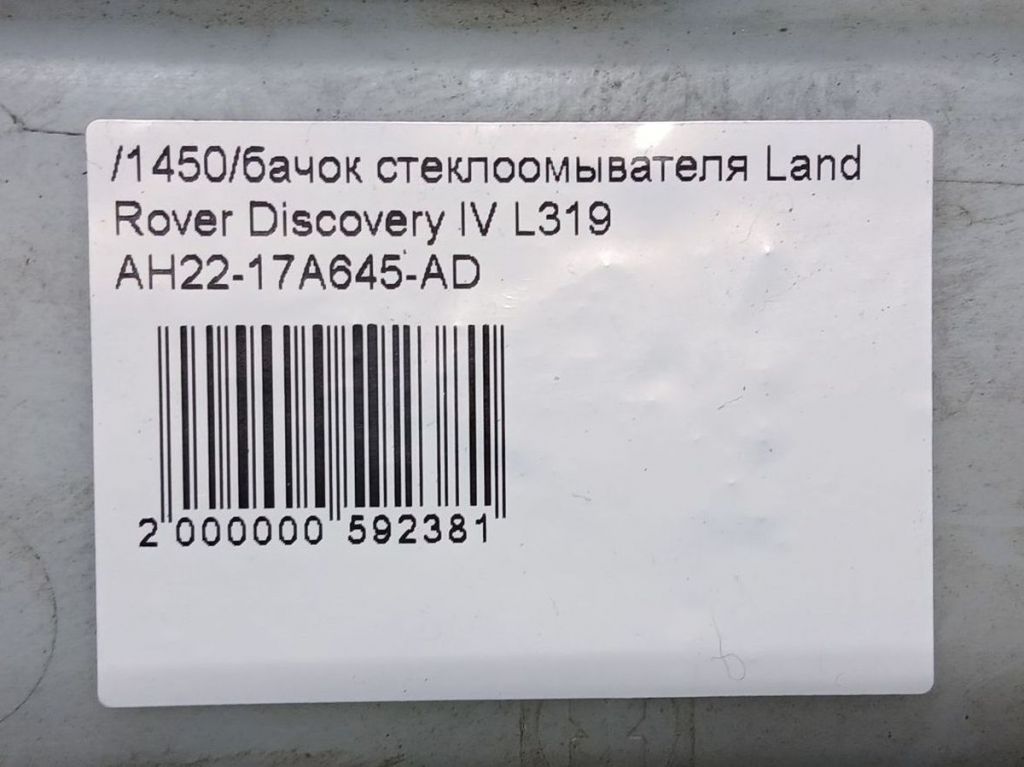 /1450/бачок стеклоомывателя Land
Rover Discovery IV L319
AH22-17A645-AD
2 000000 592381